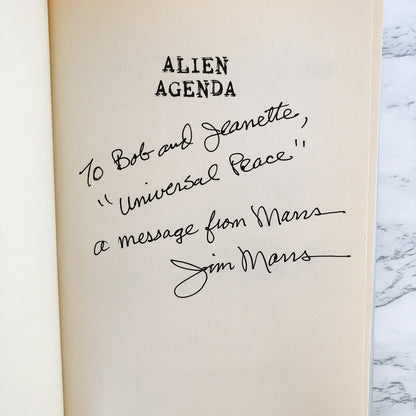 ALIEN
AGENDA
To Bob and Jeanette,
"Universal Peace"
a message from Marrs
Jim Marrs